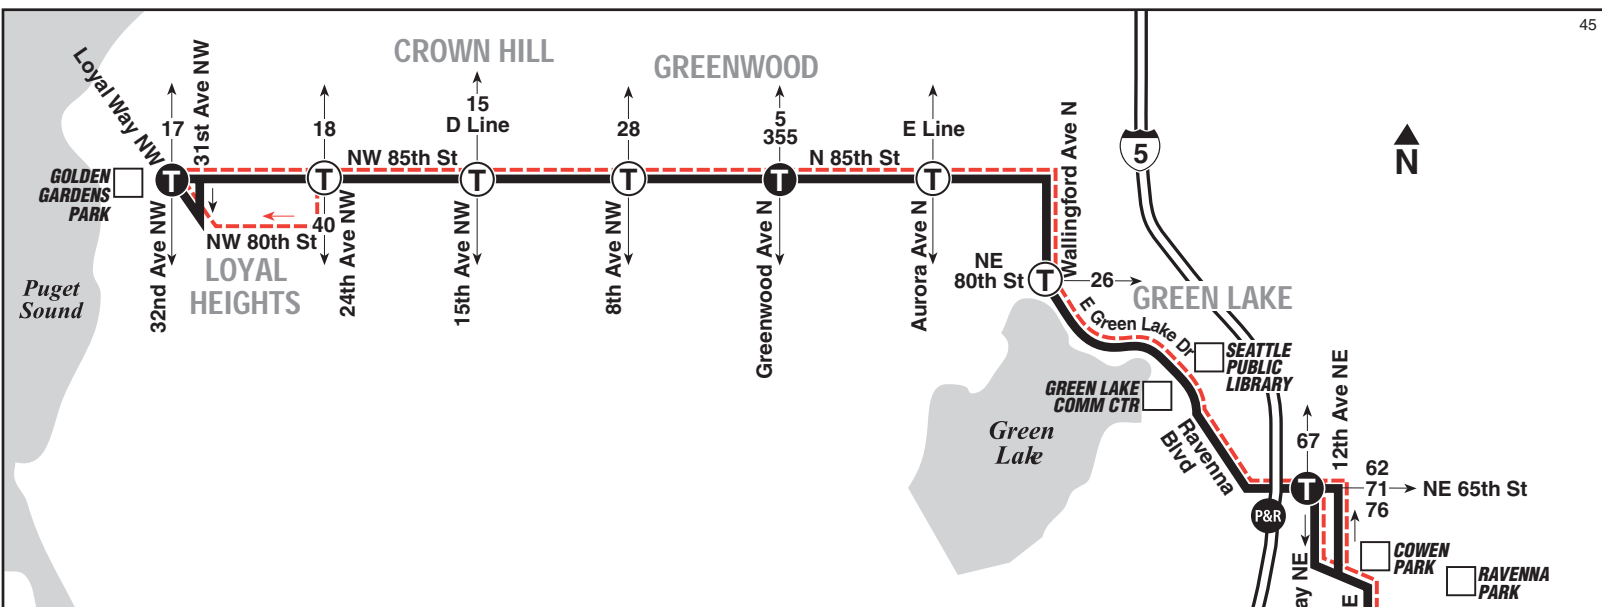 45
CROWN HILL
GREENWOOD
Loyal Way NW
31st Ave NW
17
18
15
D Line
28
5
355
E Line
Wallingford Ave N
5
N
NW 85th St
N 85th St
GOLDEN
GARDENS
PARK
T
T
T
T
T
T
40
NW 80th St
LOYAL
HEIGHTS
Puget
Sound
32nd Ave NW
24th Ave NW
15th Ave NW
8th Ave NW
Greenwood Ave N
Aurora Ave N
NE
80th St
T
26
GREEN LAKE
E Green Lake Dr
SEATTLE
PUBLIC
LIBRARY
GREEN LAKE
COMM CTR
Green
Lake
Ravenna
Blvd
12th Ave NE
67
T
62
71
76
NE 65th St
P&R
COWEN
PARK
RAVENNA
PARK
ay NE
E